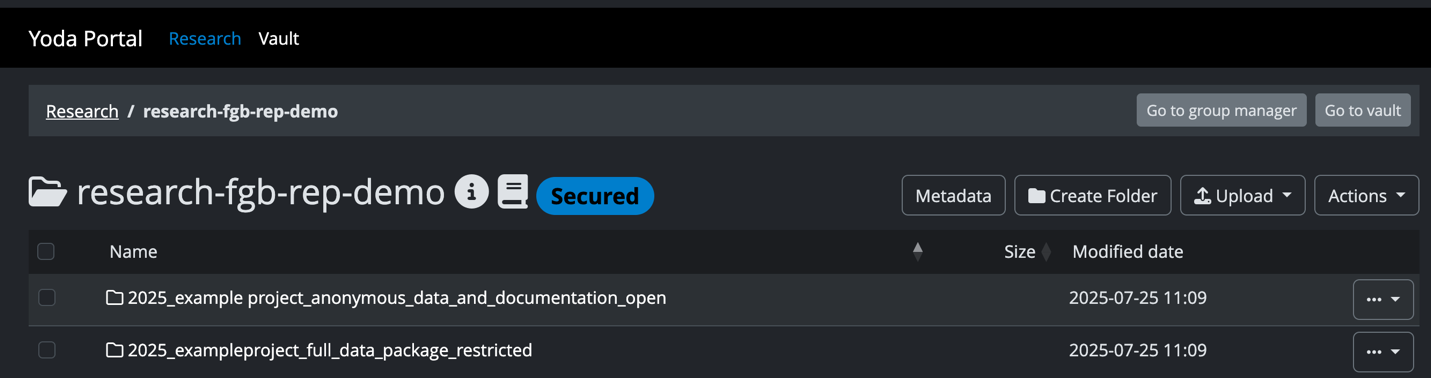 Yoda Portal Research Vault
Research / research-fgb-rep-demo Go to group manager Go to vault
research-fgb-rep-demo Secured Metadata Create Folder Upload Actions
Name Size Modified date
2025_example project_anonymous_data_and_documentation_open 2025-07-25 11:09 ...
2025_exampleproject_full_data_package_restricted 2025-07-25 11:09 ...